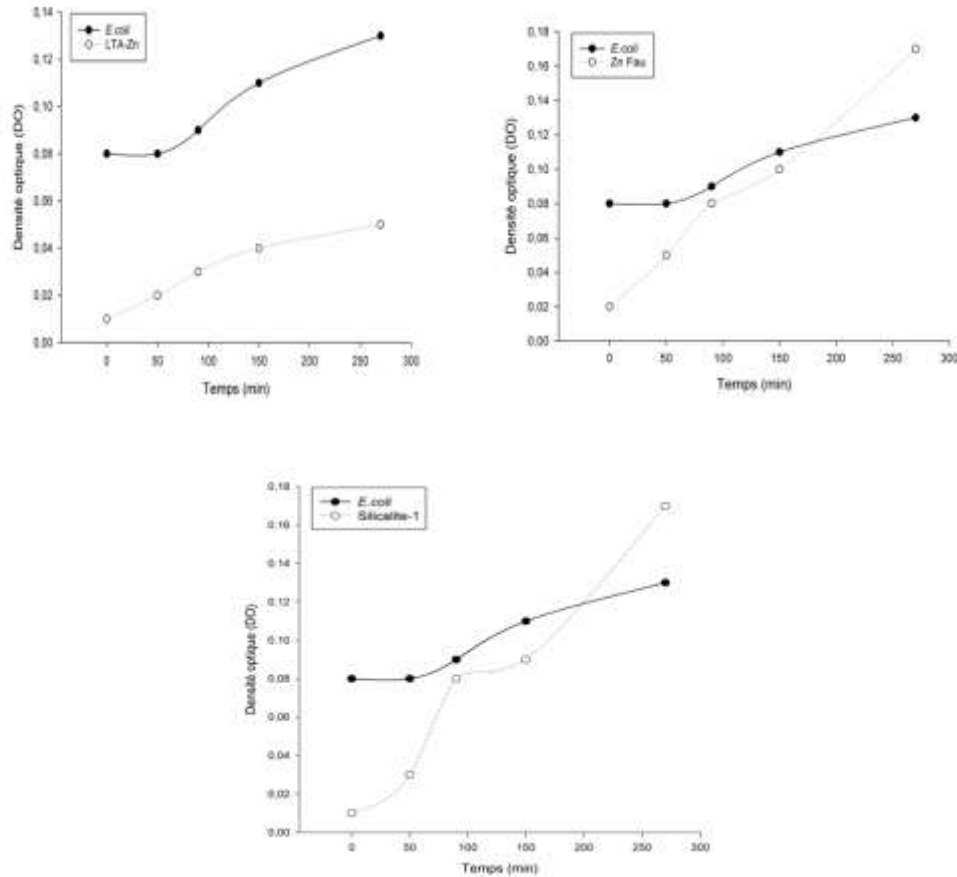 0.14
E.coli
LTA-Zn
0.12
0.10
0.08
0.06
0.04
0.02
0.00
Densité optique (DO)
0 50 100 150 200 250 300
Temps (min)
0,18
E.coli
Zn Fau
0,16
0,14
0,12
0,10
0,08
0,06
0,04
0,02
0,00
Densité optique (DO)
0 50 100 150 200 250 300
Temps (min)
0,18
E.coli
Silicalite-1
0,16
0,14
0,12
0,10
0,08
0,06
0,04
0,02
0,00
Densité optique (DO)
0 50 100 150 200 250 300
Temps (min)